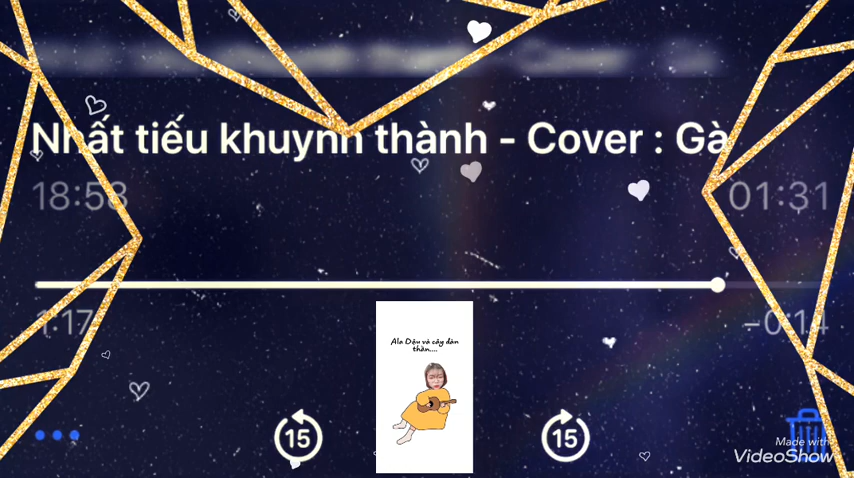 Nhất tiếu khuynh thành - Cover : Gà
18:58
01:31
1:17
-0:14
Ala Dậu và cây đàn
thần....
15
15
Made with
VideoShow